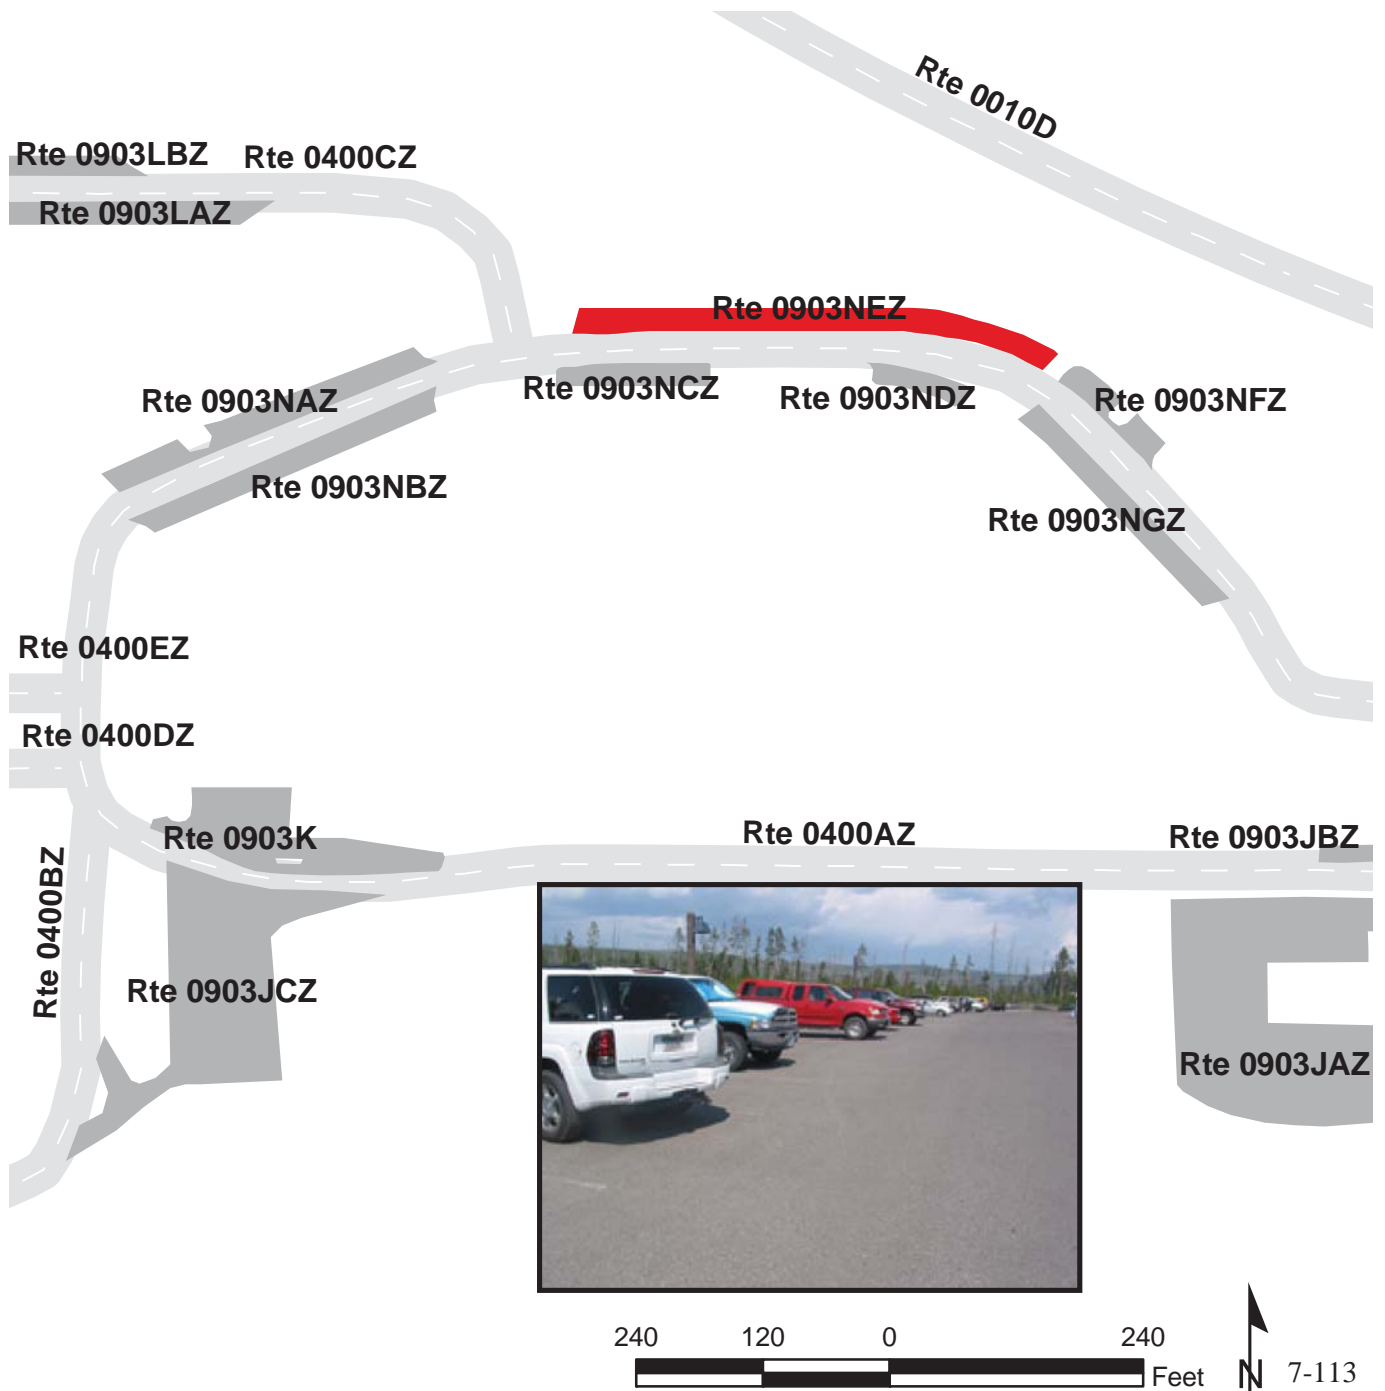 Rte 0010D
Rte 0903LBZ
Rte 0400CZ
Rte 0903LAZ
Rte 0903NEZ
Rte 0903NAZ
Rte 0903NCZ
Rte 0903NDZ
Rte 0903NFZ
Rte 0903NBZ
Rte 0903NGZ
Rte 0400EZ
Rte 0400DZ
Rte 0903K
Rte 0400AZ
Rte 0903JBZ
Rte 0400BZ
Rte 0903JCZ
Rte 0903JAZ
240 120 0 240
Feet
N
7-113